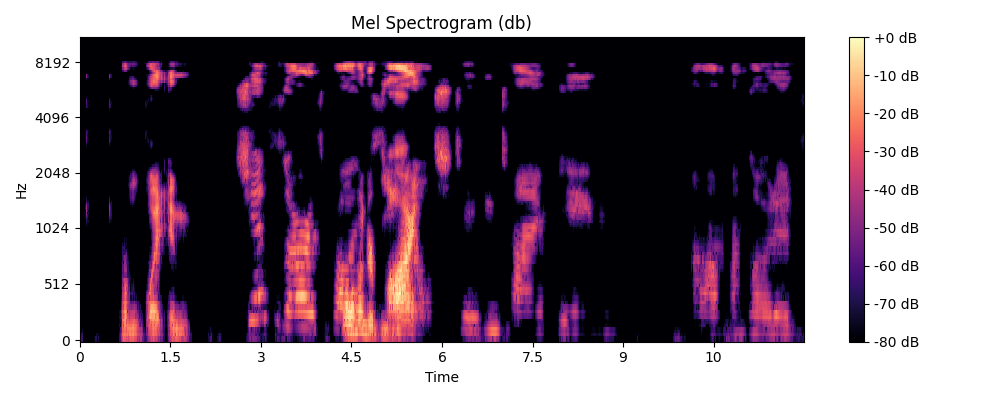 Mel Spectrogram (db)
8192
4096
2048
1024
512
0
Hz
0 1.5 3 4.5 6 7.5 9 10
Time
+0 dB
-10 dB
-20 dB
-30 dB
-40 dB
-50 dB
-60 dB
-70 dB
-80 dB